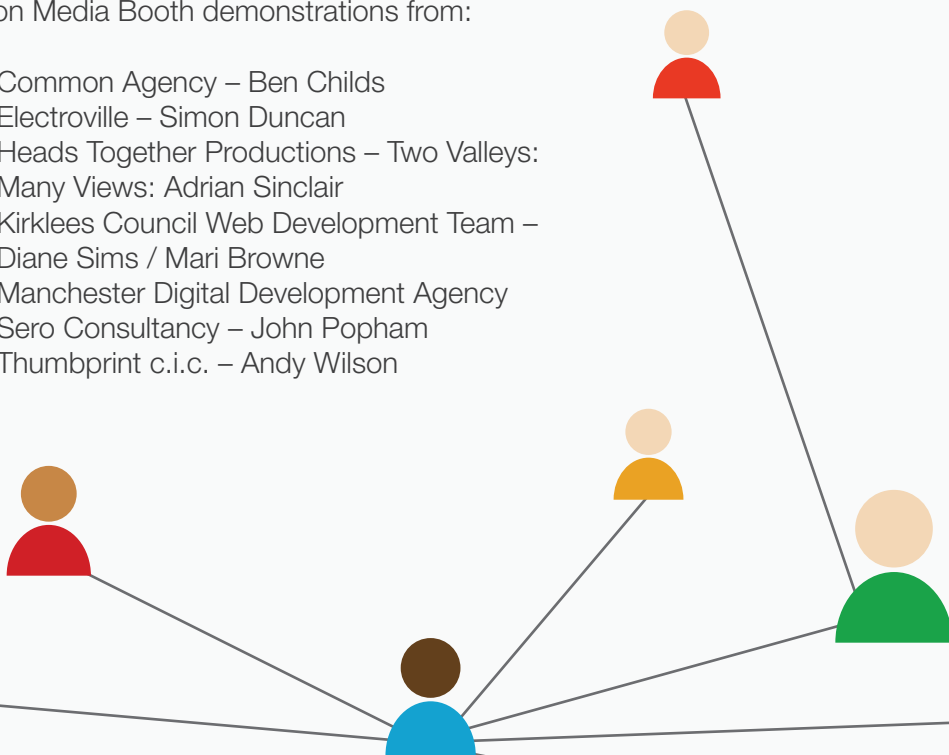 on Media Booth demonstrations from:
Common Agency – Ben Childs
Electroville – Simon Duncan
Heads Together Productions – Two Valleys:
Many Views: Adrian Sinclair
Kirklees Council Web Development Team –
Diane Sims / Mari Browne
Manchester Digital Development Agency
Sero Consultancy – John Popham
Thumbprint c.i.c. – Andy Wilson